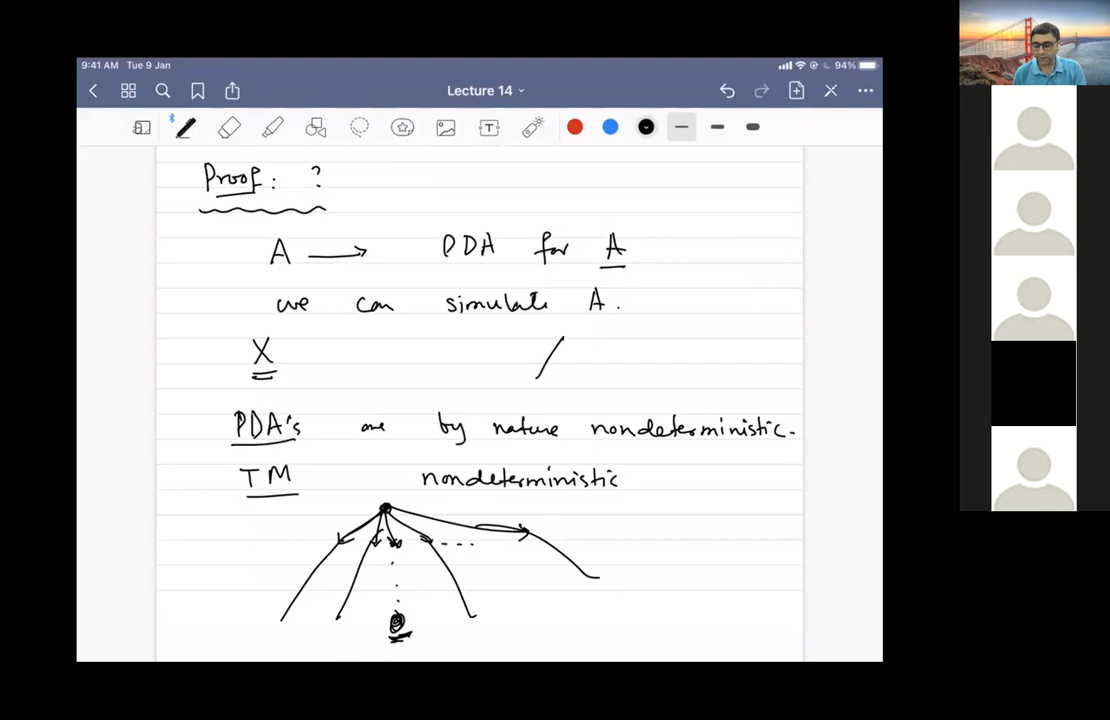 9:41 AM Tue 9 Jan 94%
Lecture 14
Proof: ?
A → PDA for A
we can simulate A.
X /
PDA's are by nature nondeterministic.
TM nondeterministic